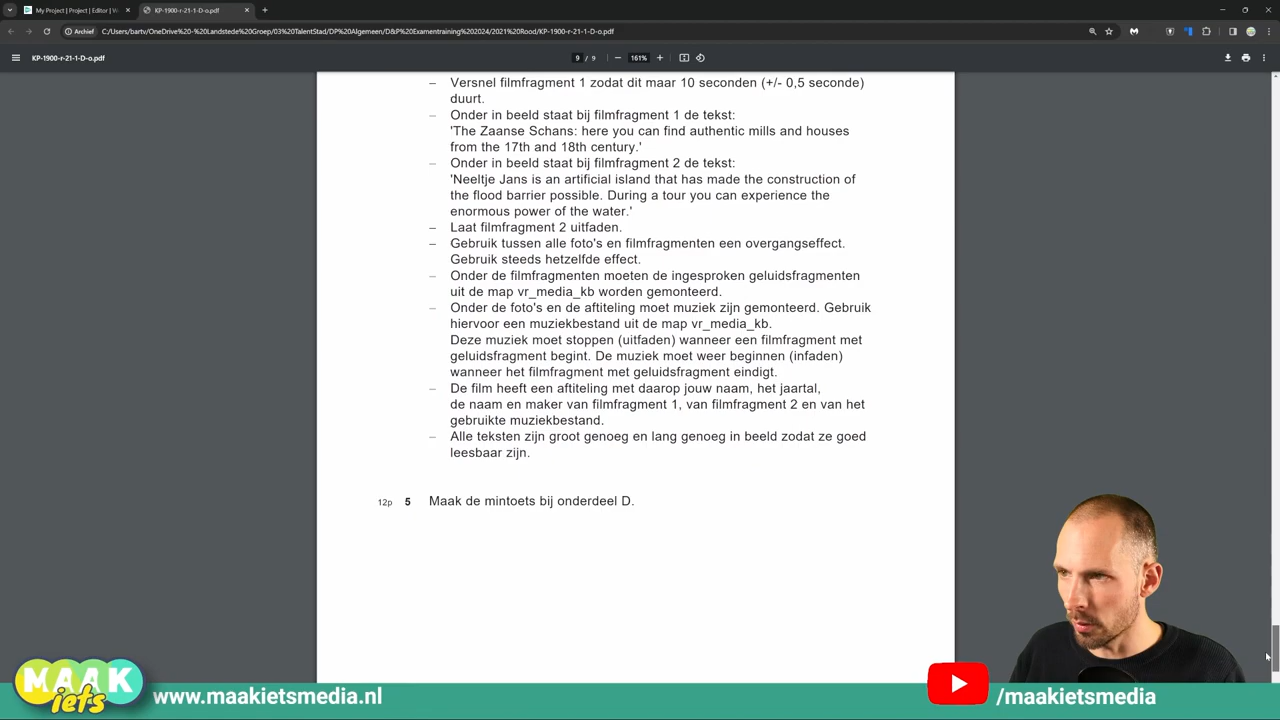 My Project | Project | Editor | V
KP-1900-r-21-1-D-o.pdf
Archief
C:/Users/bartv/OneDrive%20-%20Landstede%20Groep/03%20TalentStad/DP%20Algemeen/D&P%20Examentraining%202024/2021%20Rood/KP-1900-r-21-1-D-o.pdf
KP-1900-r-21-1-D-o.pdf
9 / 9
161%
– Versnel filmfragment 1 zodat dit maar 10 seconden (+/- 0,5 seconde)
duurt.
– Onder in beeld staat bij filmfragment 1 de tekst:
'The Zaanse Schans: here you can find authentic mills and houses
from the 17th and 18th century.'
– Onder in beeld staat bij filmfragment 2 de tekst:
'Neeltje Jans is an artificial island that has made the construction of
the flood barrier possible. During a tour you can experience the
enormous power of the water.'
– Laat filmfragment 2 uitfaden.
– Gebruik tussen alle foto's en filmfragmenten een overgangseffect.
Gebruik steeds hetzelfde effect.
– Onder de filmfragmenten moeten de ingesproken geluidsfragmenten
uit de map vr_media_kb worden gemonteerd.
– Onder de foto's en de aftiteling moet muziek zijn gemonteerd. Gebruik
hiervoor een muziekbestand uit de map vr_media_kb.
Deze muziek moet stoppen (uitfaden) wanneer een filmfragment met
geluidsfragment begint. De muziek moet weer beginnen (infaden)
wanneer het filmfragment met geluidsfragment eindigt.
– De film heeft een aftiteling met daarop jouw naam, het jaartal,
de naam en maker van filmfragment 1, van filmfragment 2 en van het
gebruikte muziekbestand.
– Alle teksten zijn groot genoeg en lang genoeg in beeld zodat ze goed
leesbaar zijn.
12p 5 Maak de mintoets bij onderdeel D.
MAAK
iets
www.maakietsmedia.nl
/maakietsmedia